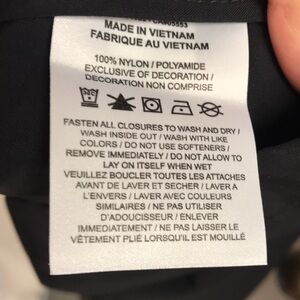 MADE IN VIETNAM
FABRIQUE AU VIETNAM
100% NYLON / POLYAMIDE
EXCLUSIVE OF DECORATION /
DECORATION NON COMPRISE
FASTEN ALL CLOSURES TO WASH AND DRY /
WASH INSIDE OUT / WASH WITH LIKE
COLORS / DO NOT USE SOFTENERS /
REMOVE IMMEDIATELY / DO NOT ALLOW TO
LAY ON ITSELF WHEN WET
VEUILLEZ BOUCLER TOUTES LES ATTACHES
AVANT DE LAVER ET SECHER / LAVER A
L'ENVERS / LAVER AVEC COULEURS
SIMILAIRES / NE PAS UTILISER
D'ADOUCISSEUR / ENLEVER
IMMEDIATEMENT / NE PAS LAISSER LE
VÊTEMENT PLIÉ LORSQU'IL EST MOUILLÉ